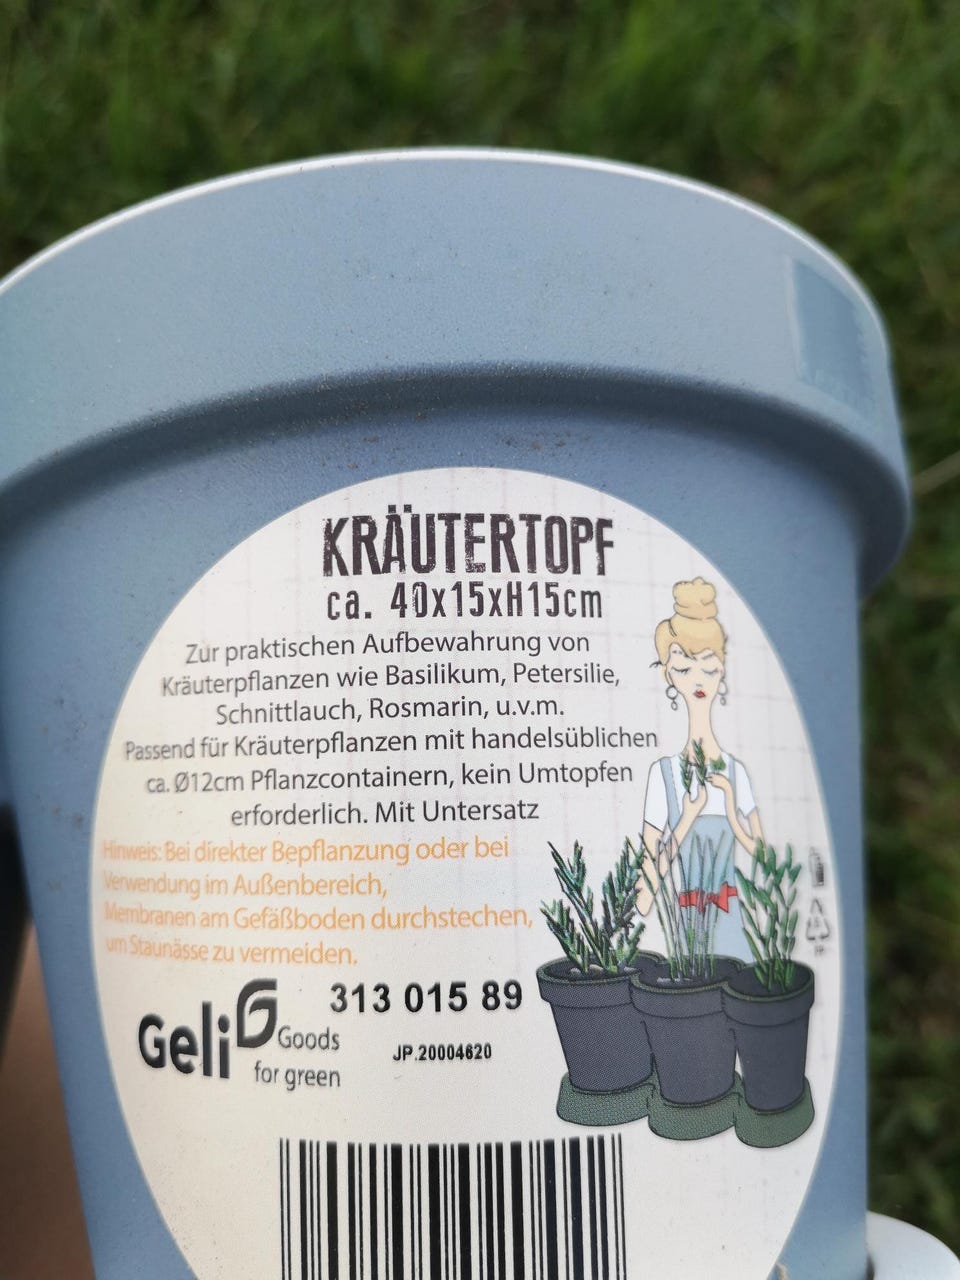 KRÄUTERTOPF
ca. 40x15xH15cm
Zur praktischen Aufbewahrung von
Kräuterpflanzen wie Basilikum, Petersilie,
Schnittlauch, Rosmarin, u.v.m.
Passend für Kräuterpflanzen mit handelsüblichen
ca. Ø12cm Pflanzcontainern, kein Umtopfen
erforderlich. Mit Untersatz
Hinweis: Bei direkter Bepflanzung oder bei
Verwendung im Außenbereich,
Membranen am Gefäßboden durchstechen,
um Staunässe zu vermeiden.
Geli Goods
for green
313 015 89
JP.20004620